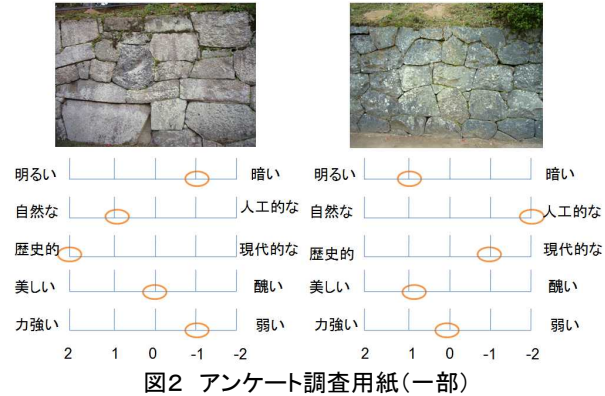 明るい 暗い
自然な 人工的な
歴史的 現代的な
美しい 醜い
力強い 弱い
2 1 0 -1 -2
明るい 暗い
自然な 人工的な
歴史的 現代的な
美しい 醜い
力強い 弱い
2 1 0 -1 -2
図2 アンケート調査用紙(一部)